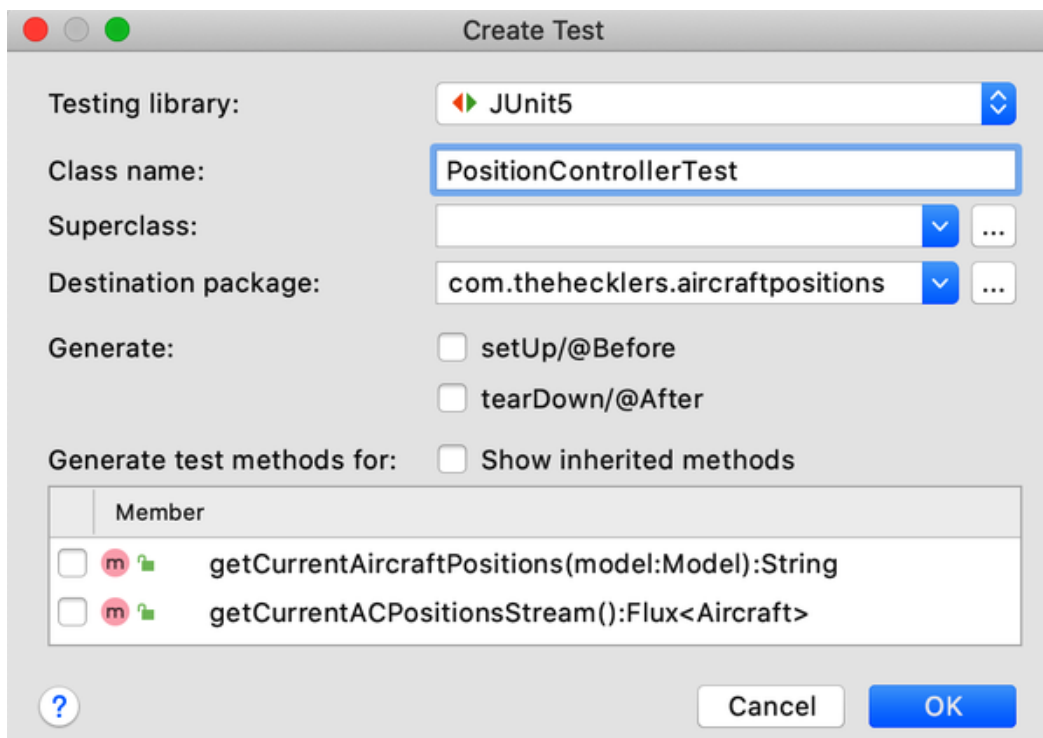 Create Test
Testing library: JUnit5
Class name: PositionControllerTest
Superclass: ...
Destination package: com.thehecklers.aircraftpositions ...
Generate: setUp/@Before
tearDown/@After
Generate test methods for: Show inherited methods
Member
m getCurrentAircraftPositions(model:Model):String
m getCurrentACPositionsStream():Flux<Aircraft>
? Cancel OK